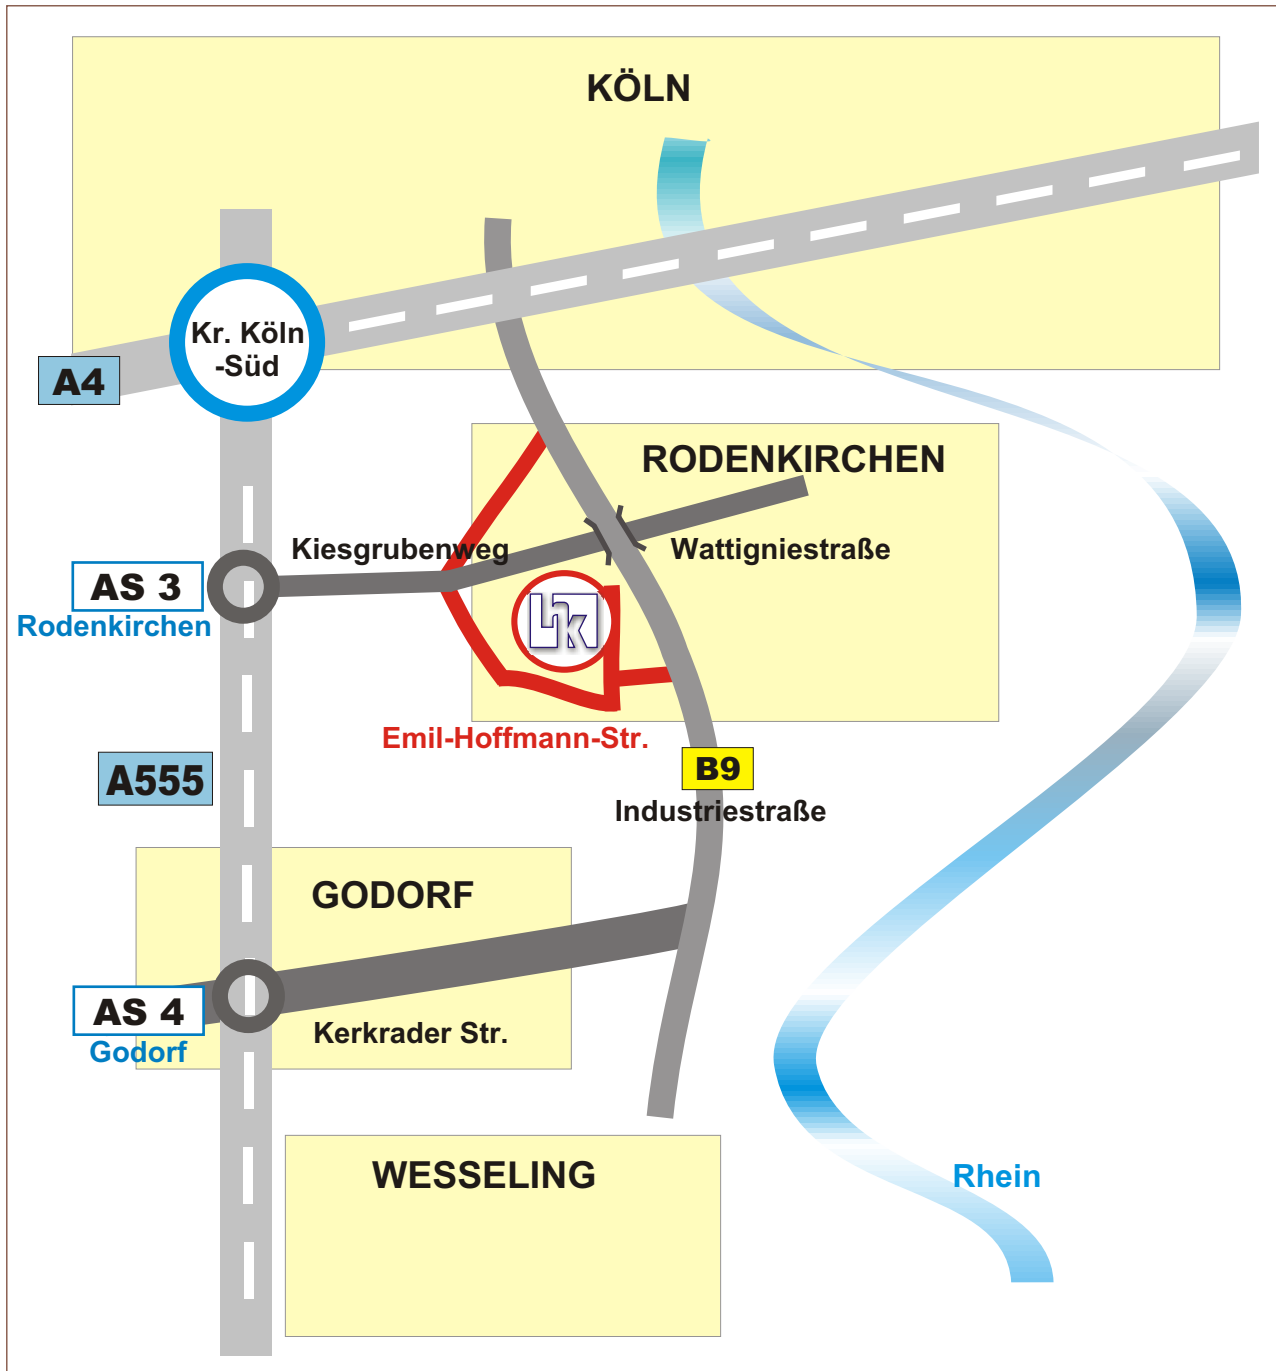 KÖLN
Kr. Köln
-Süd
A4
RODENKIRCHEN
Kiesgrubenweg
Wattigniestraße
AS 3
Rodenkirchen
hk
Emil-Hoffmann-Str.
A555
B9
Industriestraße
GODORF
AS 4
Godorf
Kerkrader Str.
WESSELING
Rhein